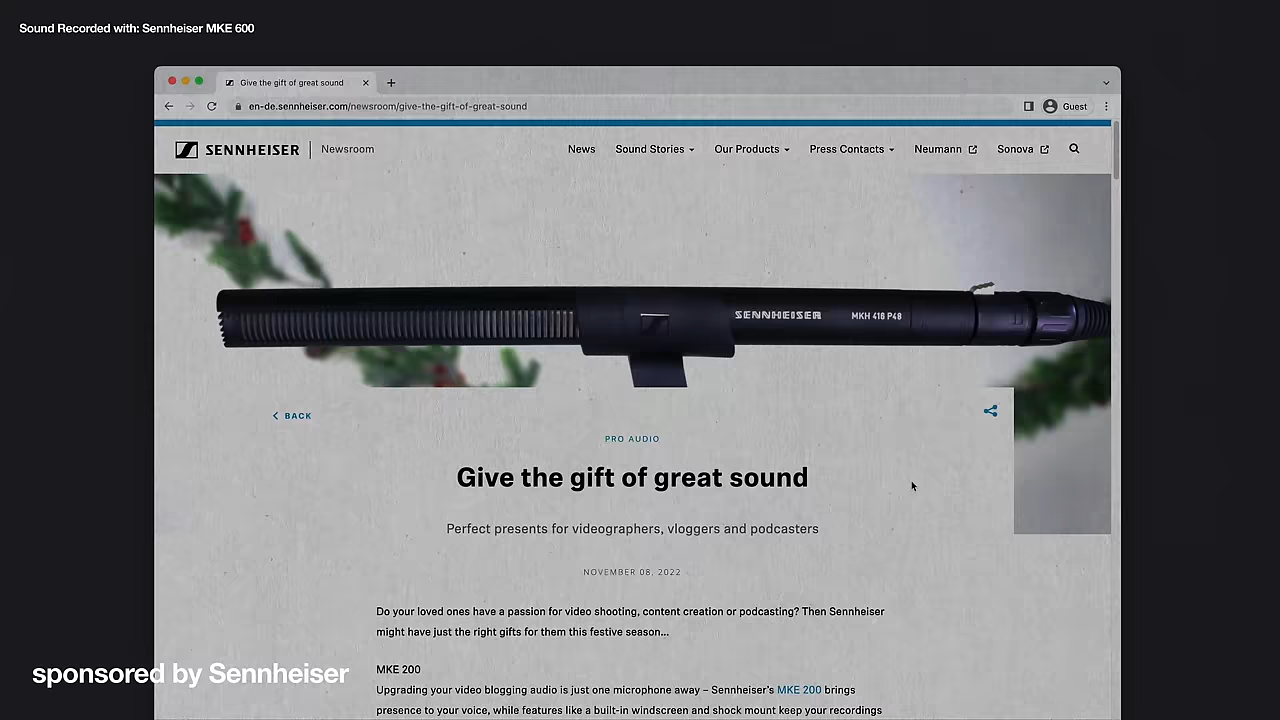 Sound Recorded with: Sennheiser MKE 600
Give the gift of great sound
en-de.sennheiser.com/newsroom/give-the-gift-of-great-sound
Guest
SENNHEISER Newsroom
News Sound Stories Our Products Press Contacts Neumann Sonova
SENNHEISER MKH 416 P48
BACK
PRO AUDIO
Give the gift of great sound
Perfect presents for videographers, vloggers and podcasters
NOVEMBER 08, 2022
Do your loved ones have a passion for video shooting, content creation or podcasting? Then Sennheiser
might have just the right gifts for them this festive season...
sponsored by Sennheiser
MKE 200
Upgrading your video blogging audio is just one microphone away – Sennheiser's MKE 200 brings
presence to your voice, while features like a built-in windscreen and shock mount keep your recordings